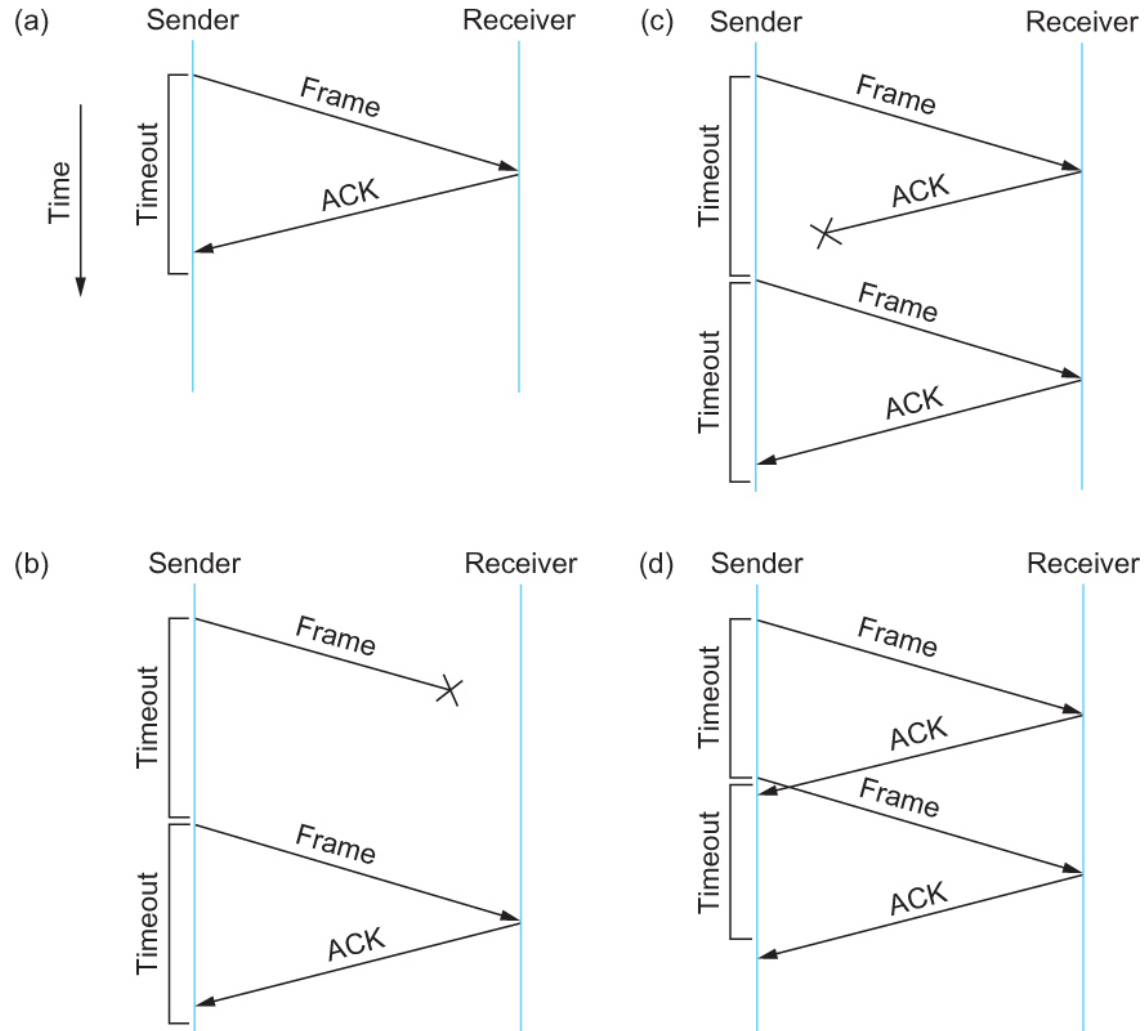 (a)
Sender
Receiver
Time
Timeout
Frame
ACK
(c)
Sender
Receiver
Timeout
Frame
ACK
Timeout
Frame
ACK
(b)
Sender
Receiver
Timeout
Frame
Timeout
Frame
ACK
(d)
Sender
Receiver
Timeout
Frame
ACK
Timeout
Frame
ACK